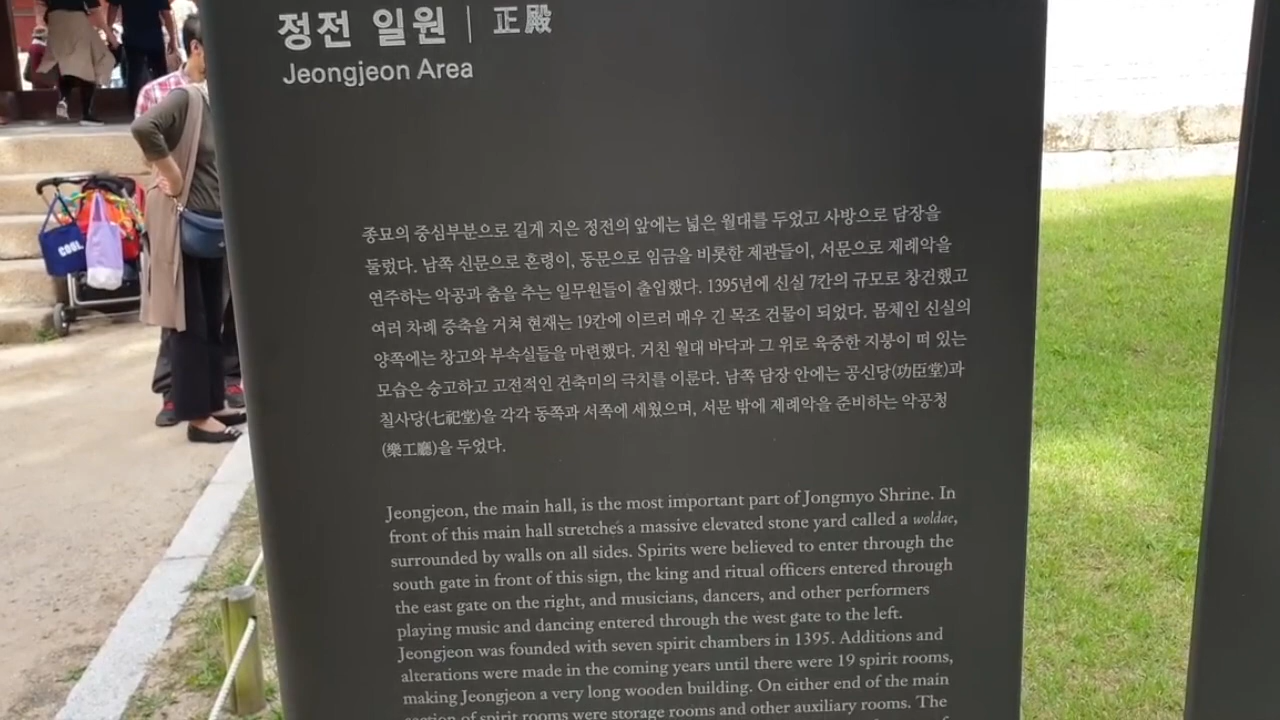 정전 일원 | 正殿
Jeongjeon Area
COOL
종묘의 중심부분으로 길게 지은 정전의 앞에는 넓은 월대를 두었고 사방으로 담장을
둘렀다. 남쪽 신문으로 혼령이, 동문으로 임금을 비롯한 제관들이, 서문으로 제례악을
연주하는 악공과 춤을 추는 일무원들이 출입했다. 1395년에 신실 7칸의 규모로 창건했고
여러 차례 증축을 거쳐 현재는 19칸에 이르러 매우 긴 목조 건물이 되었다. 몸체인 신실의
양쪽에는 창고와 부속실들을 마련했다. 거친 월대 바닥과 그 위로 육중한 지붕이 떠 있는
모습은 숭고하고 고전적인 건축미의 극치를 이룬다. 남쪽 담장 안에는 공신당(功臣堂)과
칠사당(七祀堂)을 각각 동쪽과 서쪽에 세웠으며, 서문 밖에 제례악을 준비하는 악공청
(樂工廳)을 두었다.
Jeongjeon, the main hall, is the most important part of Jongmyo Shrine. In
front of this main hall stretches a massive elevated stone yard called a woldae,
surrounded by walls on all sides. Spirits were believed to enter through the
south gate in front of this sign, the king and ritual officers entered through
the east gate on the right, and musicians, dancers, and other performers
playing music and dancing entered through the west gate to the left.
Jeongjeon was founded with seven spirit chambers in 1395. Additions and
alterations were made in the coming years until there were 19 spirit rooms,
making Jeongjeon a very long wooden building. On either end of the main
section of spirit rooms were storage rooms and other auxiliary rooms. The